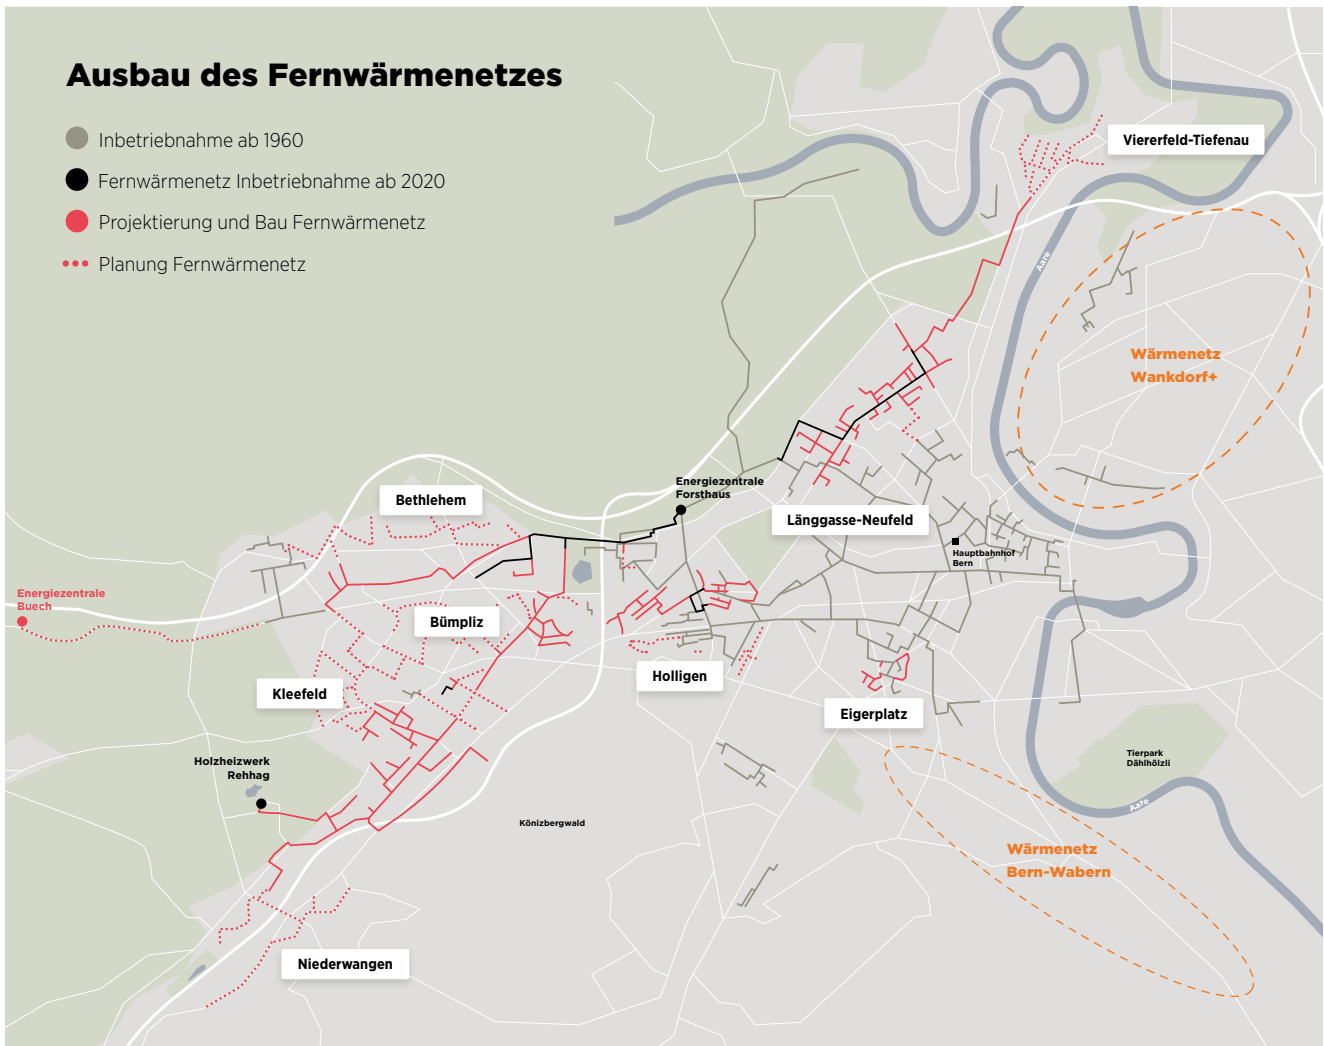 Ausbau des Fernwärmenetzes
Inbetriebnahme ab 1960
Fernwärmenetz Inbetriebnahme ab 2020
Projektierung und Bau Fernwärmenetz
Planung Fernwärmenetz
Viererfeld-Tiefenau
Aare
Wärmenetz
Wankdorf+
Energiezentrale
Forsthaus
Bethlehem
Länggasse-Neufeld
Hauptbahnhof
Bern
Energiezentrale
Buech
Bümpliz
Holligen
Kleefeld
Eigerplatz
Holzheizwerk
Rehhag
Tierpark
Dählhölzli
Aare
Könizbergwald
Wärmenetz
Bern-Wabern
Niederwangen